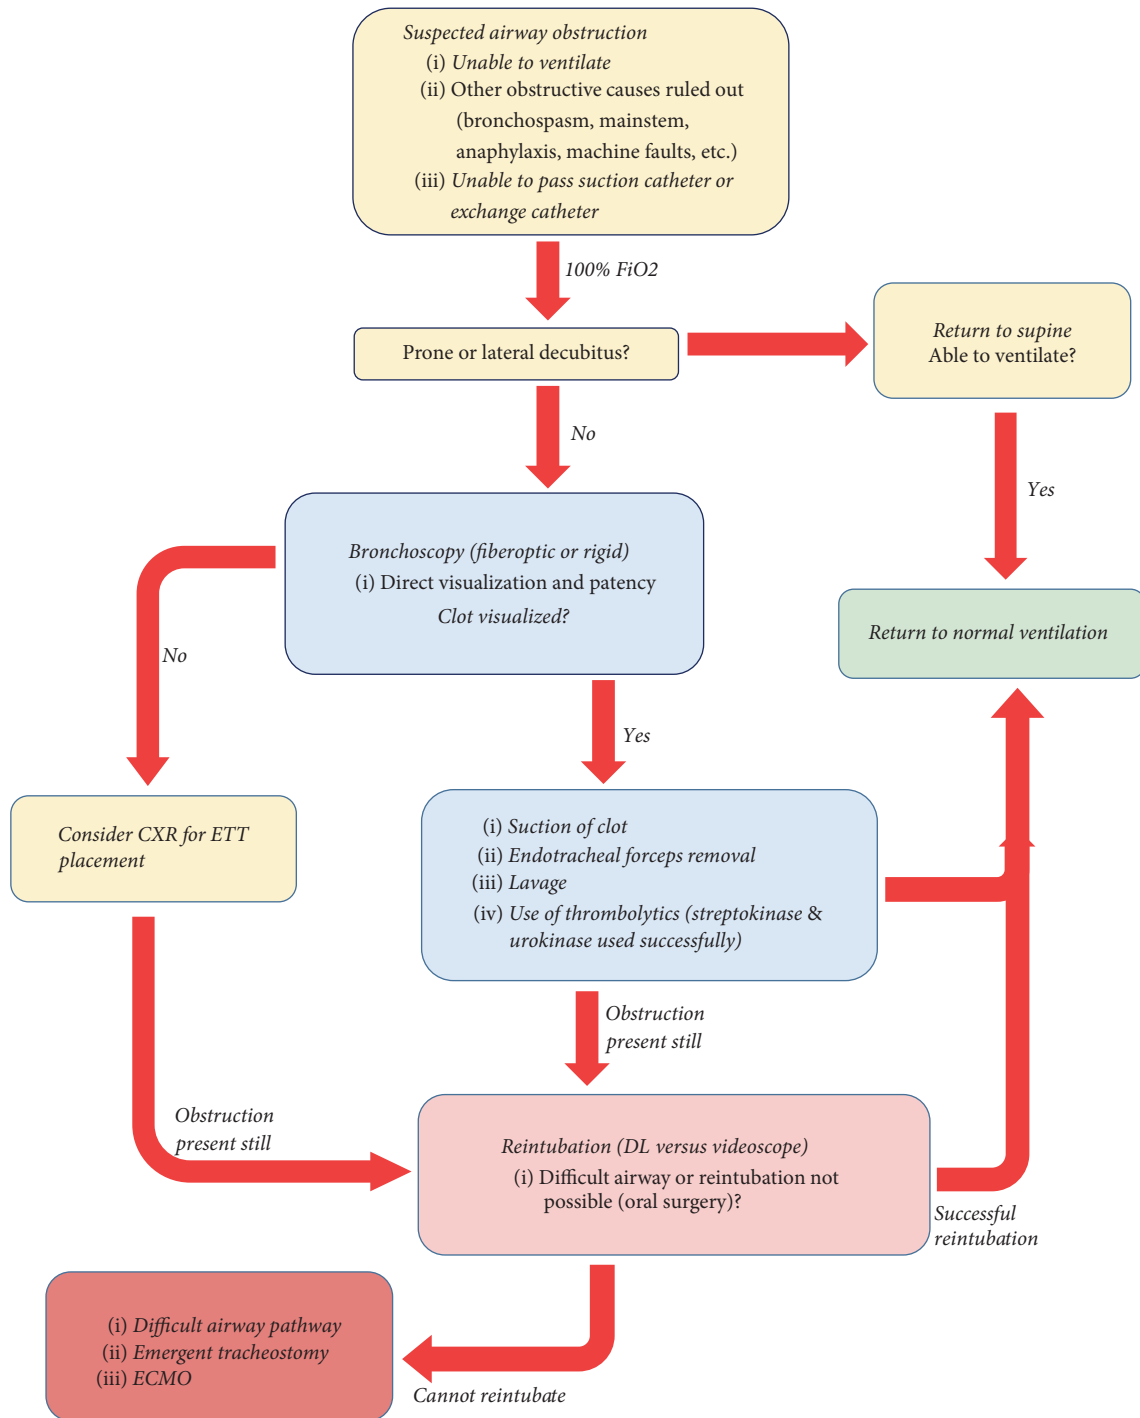 Suspected airway obstruction
(i) Unable to ventilate
(ii) Other obstructive causes ruled out
(bronchospasm, mainstem,
anaphylaxis, machine faults, etc.)
(iii) Unable to pass suction catheter or
exchange catheter
100% FiO2
Prone or lateral decubitus?
Return to supine
Able to ventilate?
No
Yes
Bronchoscopy (fiberoptic or rigid)
(i) Direct visualization and patency
Clot visualized?
Return to normal ventilation
No
Yes
Consider CXR for ETT
placement
(i) Suction of clot
(ii) Endotracheal forceps removal
(iii) Lavage
(iv) Use of thrombolytics (streptokinase &
urokinase used successfully)
Obstruction
present still
Obstruction
present still
Reintubation (DL versus videoscope)
(i) Difficult airway or reintubation not
possible (oral surgery)?
Successful
reintubation
(i) Difficult airway pathway
(ii) Emergent tracheostomy
(iii) ECMO
Cannot reintubate